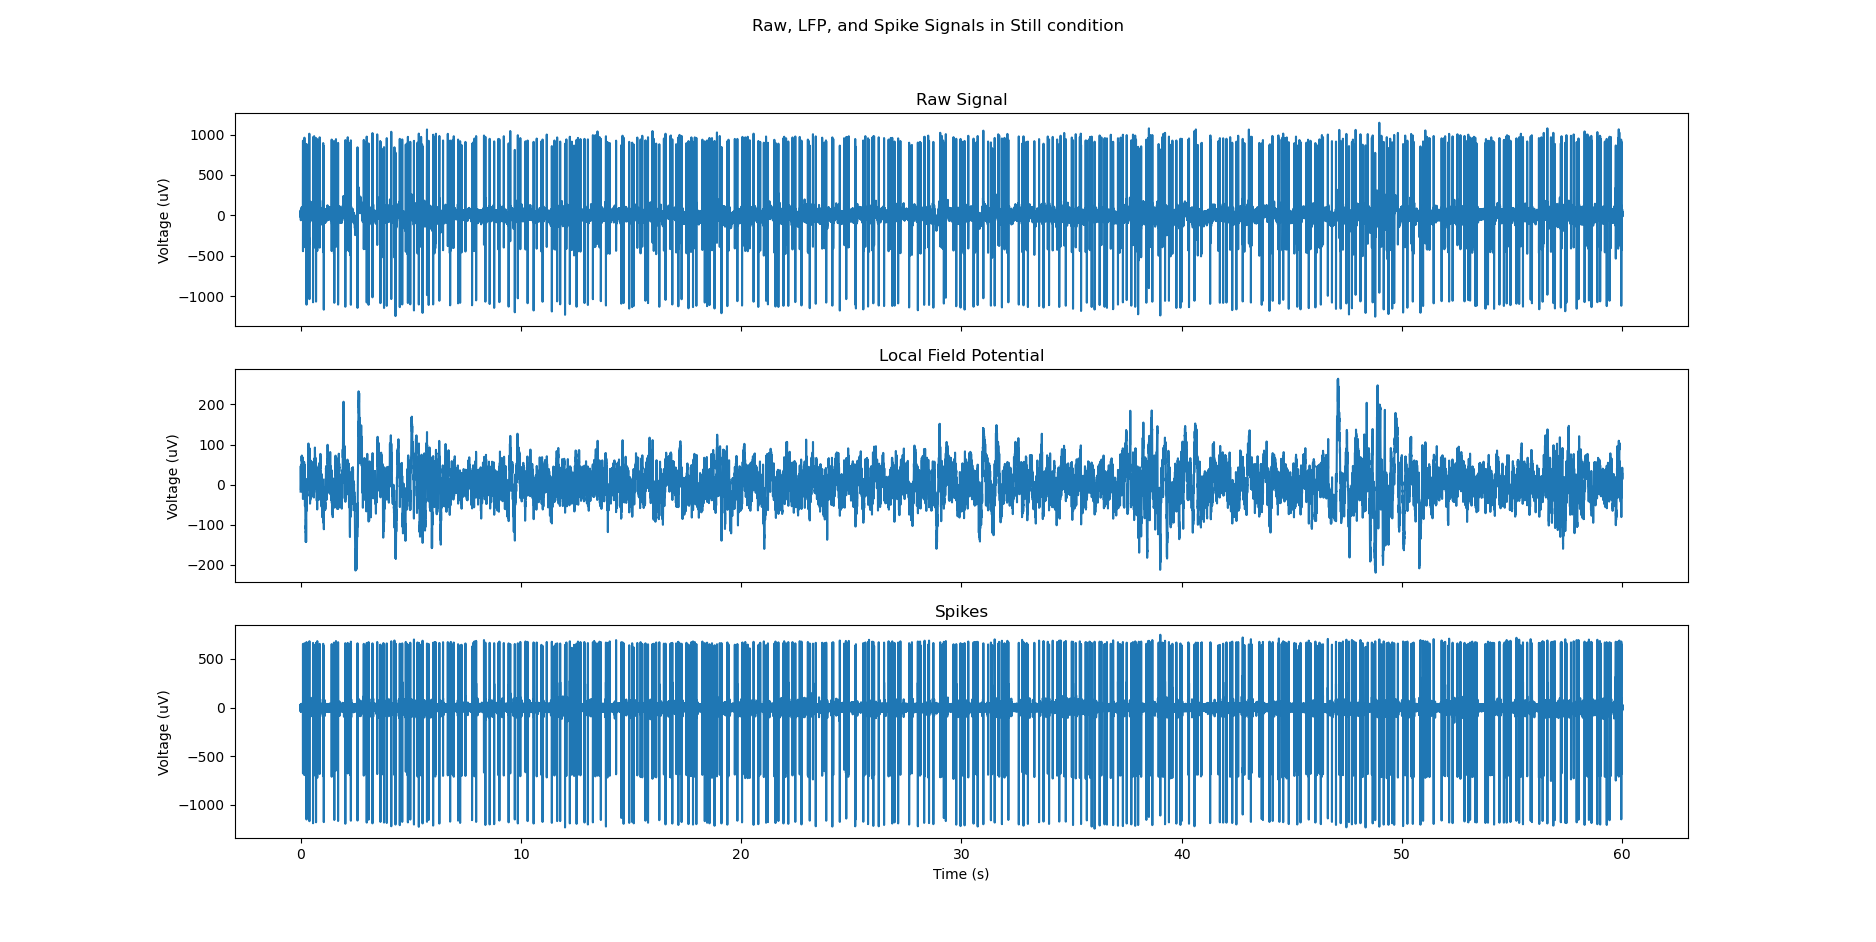 Raw, LFP, and Spike Signals in Still condition
Raw Signal
Voltage (uV)
1000
500
0
−500
−1000
Local Field Potential
Voltage (uV)
200
100
0
−100
−200
Spikes
Voltage (uV)
500
0
−500
−1000
0 10 20 30 40 50 60
Time (s)